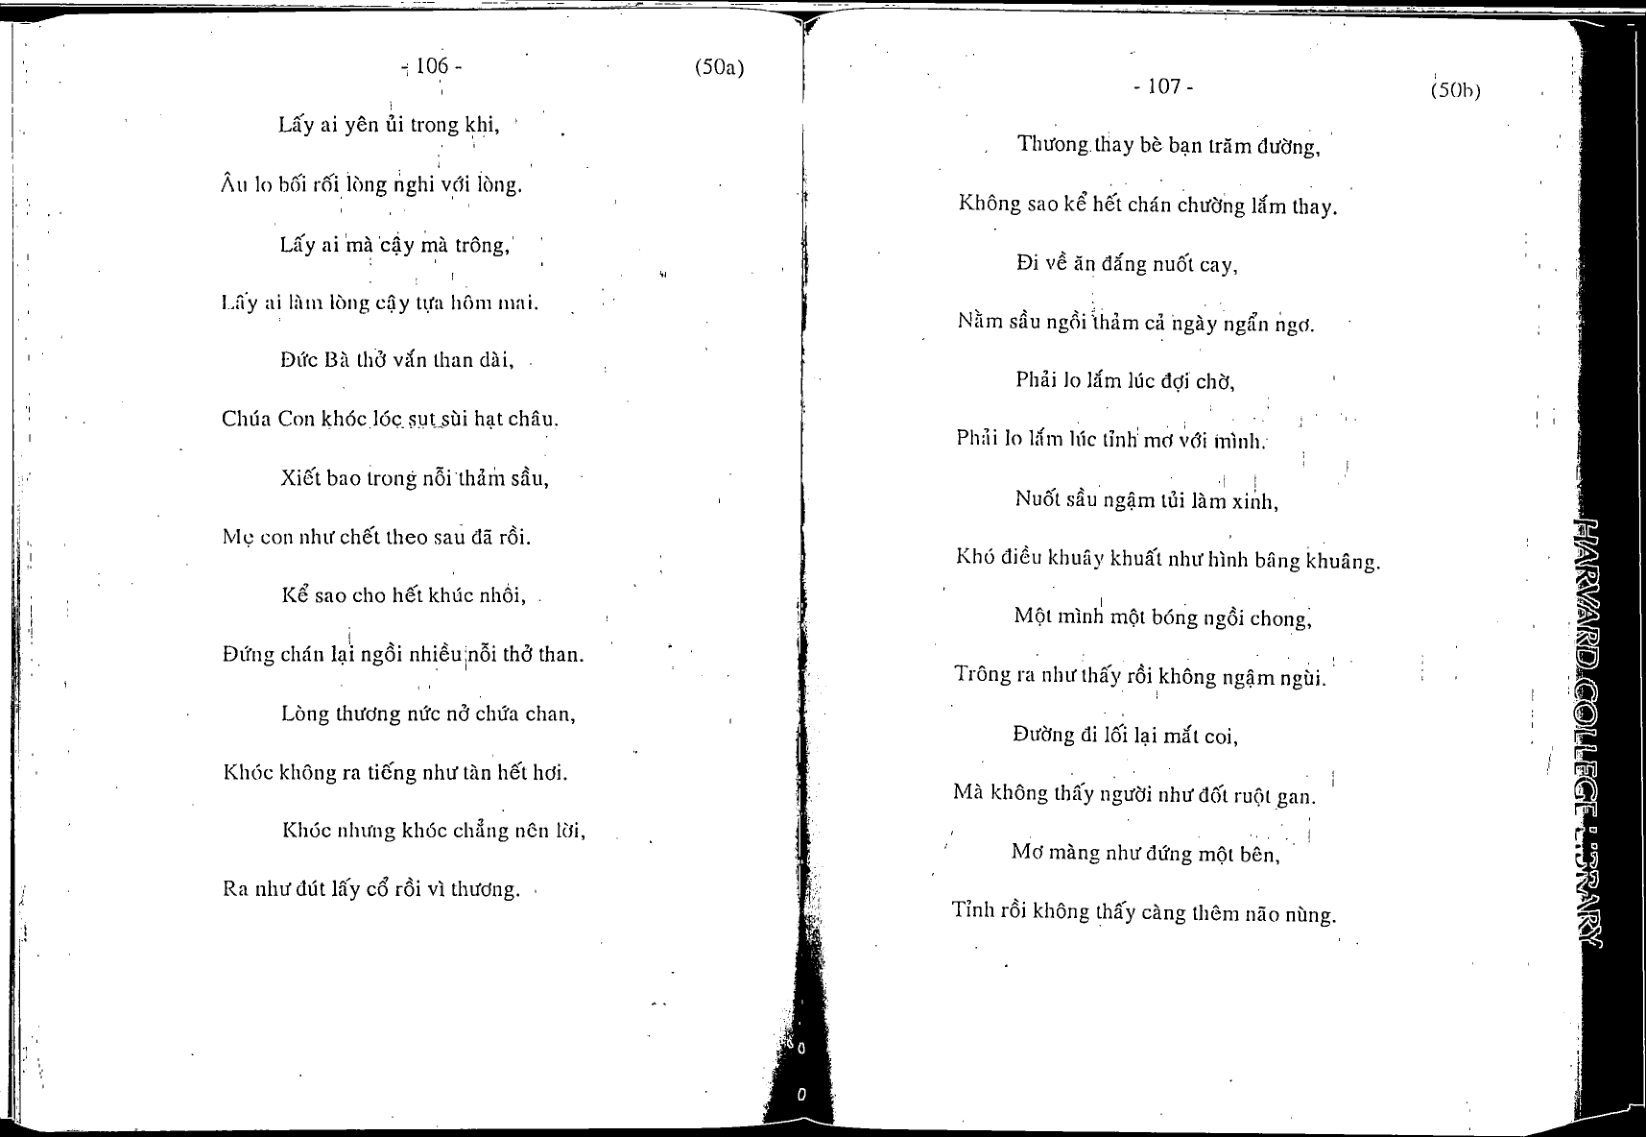 - 106 -
(50a)
Lấy ai yên ủi trong khi,
Âu lo bối rối lòng nghi với lòng.
Lấy ai mà cậy mà trông,
Lấy ai làm lòng cậy tựa hôm mai.
Đức Bà thở vắn than dài,
Chúa Con khóc lóc sụt sùi hạt châu.
Xiết bao trong nỗi thảm sầu,
Mẹ con như chết theo sau đã rồi.
Kể sao cho hết khúc nhôi,
Đứng chán lại ngồi nhiều nỗi thở than.
Lòng thương nức nở chứa chan,
Khóc không ra tiếng như tàn hết hơi.
Khóc nhưng khóc chẳng nên lời,
Ra như đút lấy cổ rồi vì thương.
- 107 -
(50b)
Thương thay bè bạn trăm đường,
Không sao kể hết chán chường lắm thay.
Đi về ăn đắng nuốt cay,
Nằm sầu ngồi thảm cả ngày ngẩn ngơ.
Phải lo lắm lúc đợi chờ,
Phải lo lắm lúc tỉnh mơ với mình.
Nuốt sầu ngậm tủi làm xinh,
Khó điều khuây khuất như hình bâng khuâng.
Một mình một bóng ngồi chong,
Trông ra như thấy rồi không ngậm ngùi.
Đường đi lối lại mắt coi,
Mà không thấy người như đốt ruột gan.
Mơ màng như đứng một bên,
Tỉnh rồi không thấy càng thêm não nùng.
HARVARD COLLEGE LIBRARY